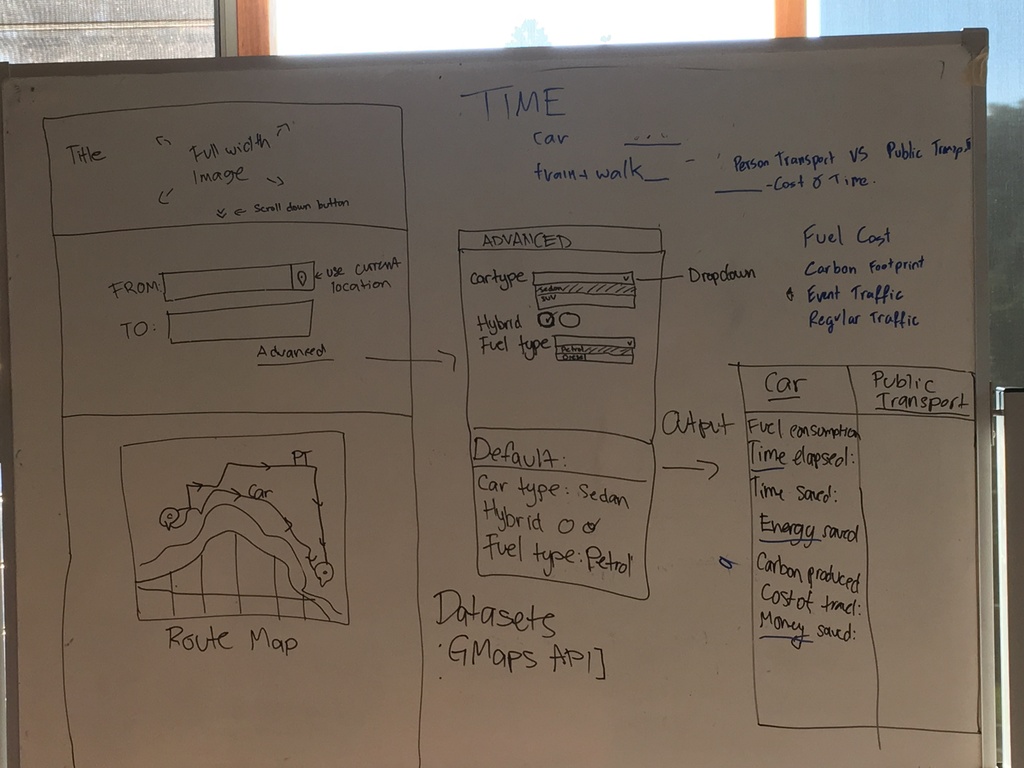 TIME
car
train + walk
Person Transport VS Public Transp
- Cost & Time.
Title
Full width
Image
Scroll down button
FROM:
use current
location
TO:
Advanced
PT
Car
Route Map
ADVANCED
Car type
Dropdown
Sedan
SUV
Hybrid
Fuel type
Petrol
Diesel
Default:
Car type: Sedan
Hybrid
Fuel type: Petrol
Datasets
GMaps API]
Fuel Cost
Carbon Footprint
Event Traffic
Regular Traffic
Output
Car
Public
Transport
Fuel consumption
Time elapsed:
Time saved:
Energy saved
Carbon produced
Cost of travel:
Money saved: